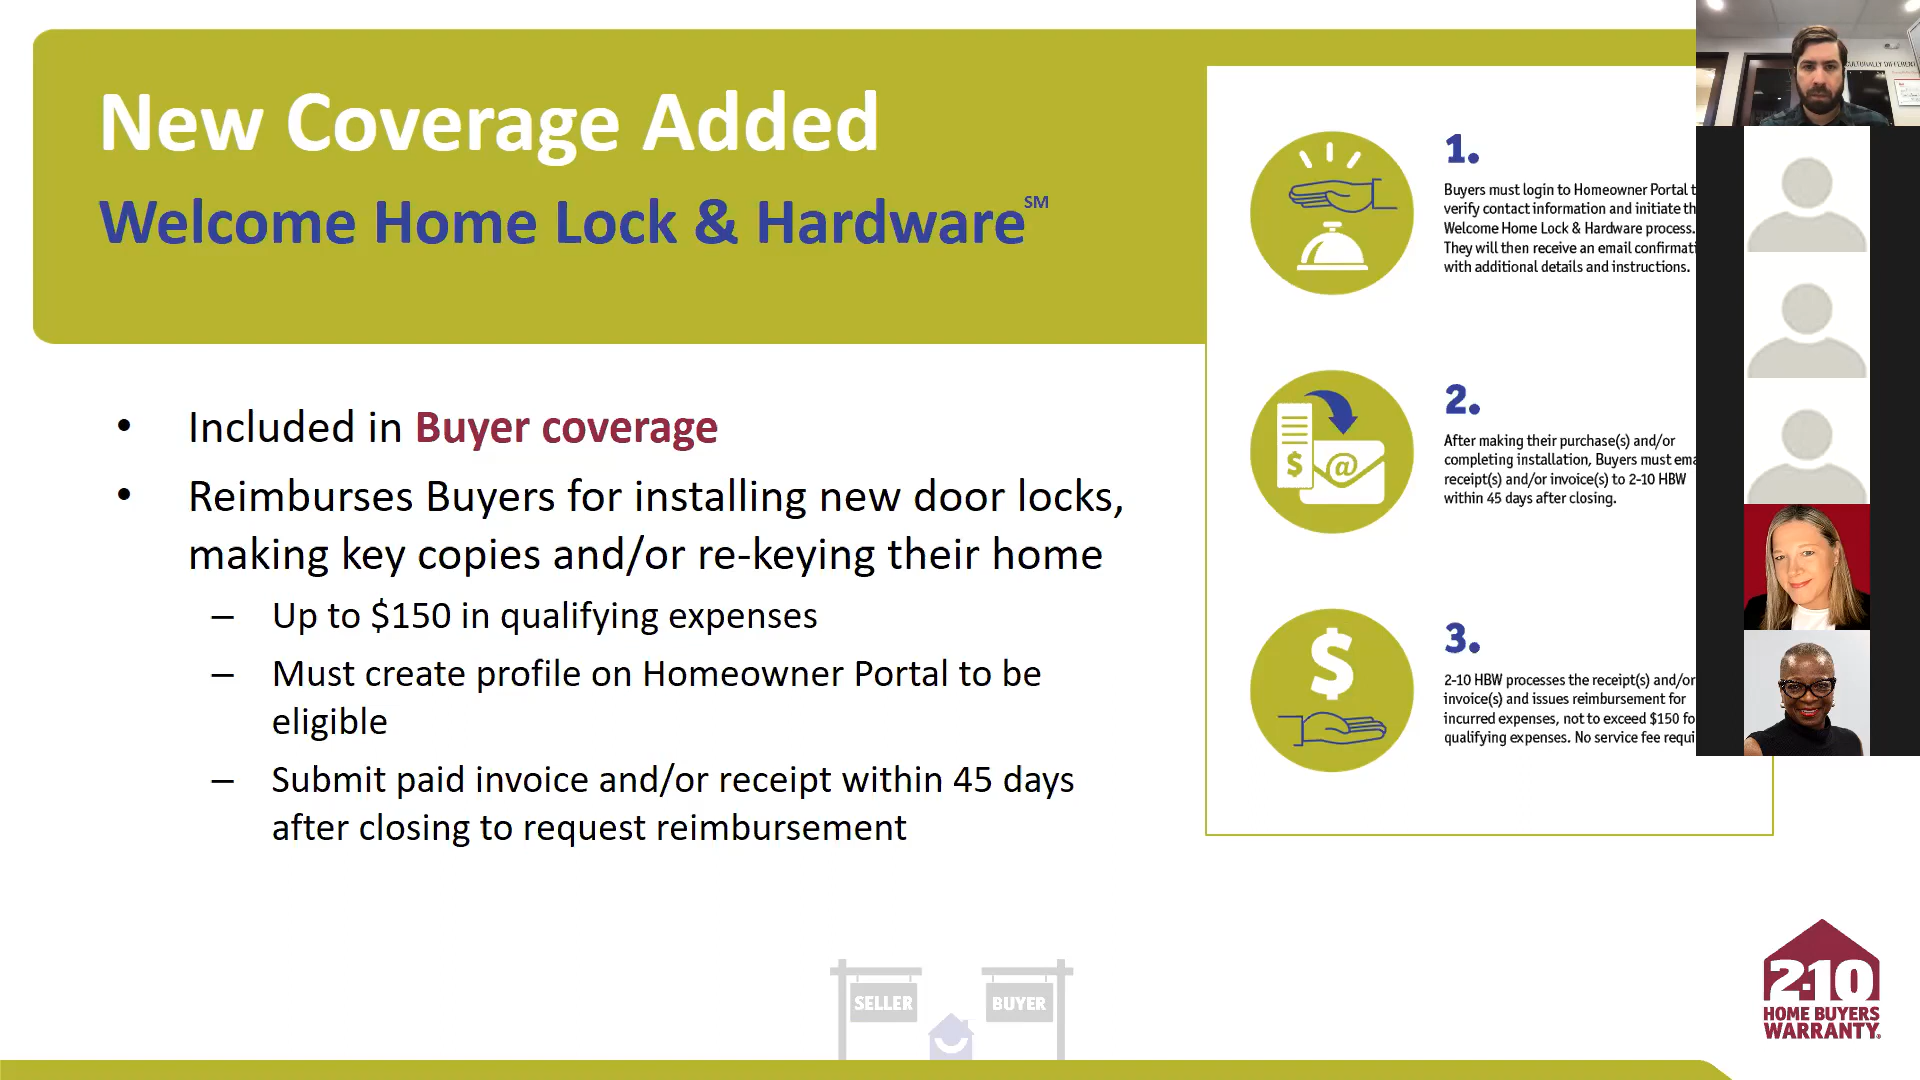 New Coverage Added
Welcome Home Lock & Hardware℠
• Included in Buyer coverage
• Reimburses Buyers for installing new door locks,
making key copies and/or re-keying their home
– Up to $150 in qualifying expenses
– Must create profile on Homeowner Portal to be
eligible
– Submit paid invoice and/or receipt within 45 days
after closing to request reimbursement
1.
Buyers must login to Homeowner Portal
verify contact information and initiate
Welcome Home Lock & Hardware process.
They will then receive an email
with additional details and instructions.
2.
After making their purchase(s) and/or
completing installation, Buyers must
receipt(s) and/or invoice(s) to 2-10 HBW
within 45 days after closing.
3.
2-10 HBW processes the receipt(s) and/or
invoice(s) and issues reimbursement for
incurred expenses, not to exceed $150
qualifying expenses. No service fee
CULTURALLY DIFFERENT
SELLER
BUYER
2-10
HOME BUYERS
WARRANTY®